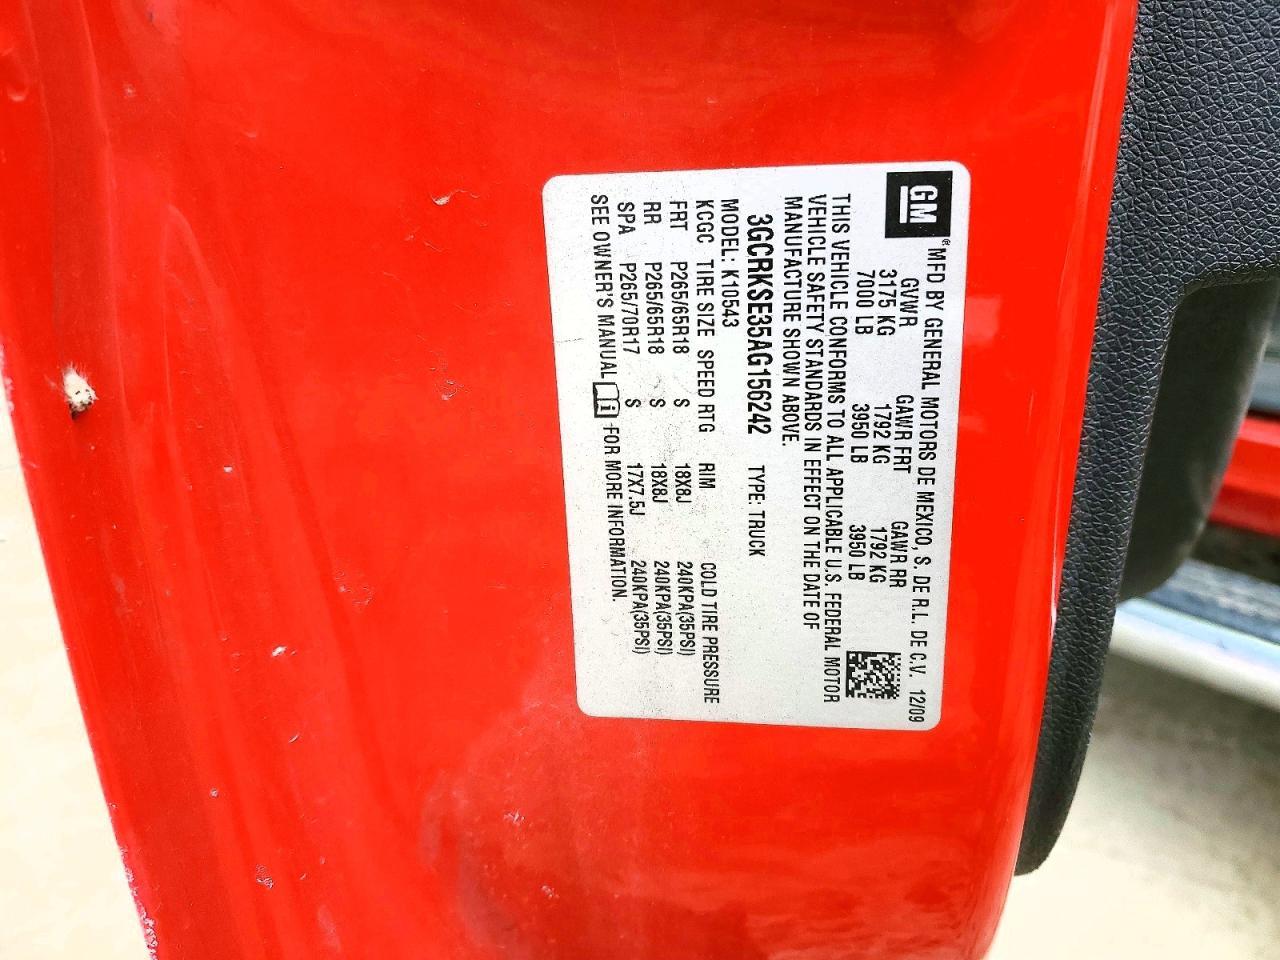 GM ® MFD BY GENERAL MOTORS DE MEXICO, S. DE R.L. DE C.V. 12/09
GVWR GAWR FRT GAWR RR
3175 KG 1792 KG 1792 KG
7000 LB 3950 LB 3950 LB
THIS VEHICLE CONFORMS TO ALL APPLICABLE U.S. FEDERAL MOTOR
VEHICLE SAFETY STANDARDS IN EFFECT ON THE DATE OF
MANUFACTURE SHOWN ABOVE.
3GCRKSE35AG156242 TYPE: TRUCK
MODEL: K10543
KCGC TIRE SIZE SPEED RTG RIM COLD TIRE PRESSURE
FRT P265/65R18 S 18X8J 240KPA(35PSI)
RR P265/65R18 S 18X8J 240KPA(35PSI)
SPA P265/70R17 S 17X7.5J 240KPA(35PSI)
SEE OWNER'S MANUAL FOR MORE INFORMATION.